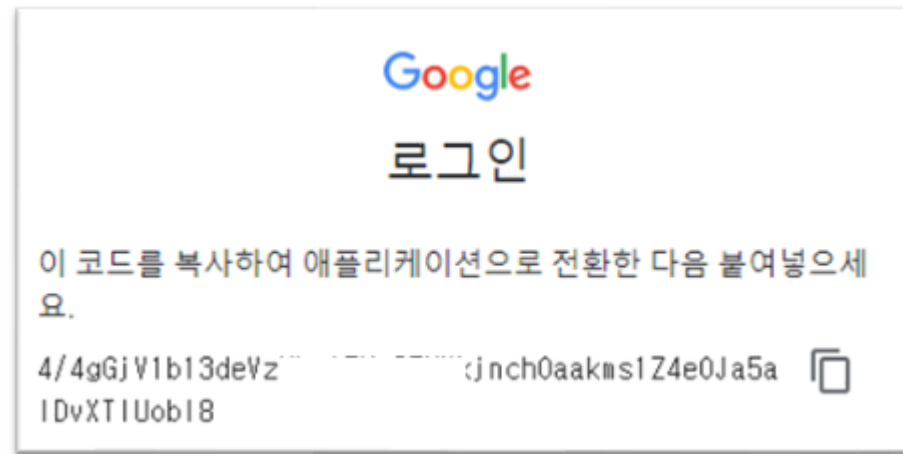 Google
로그인
이 코드를 복사하여 애플리케이션으로 전환한 다음 붙여넣으세
요.
4/4gGjV1b13deVz jnch0aakms1Z4e0Ja5a
IDvXTIUobI8